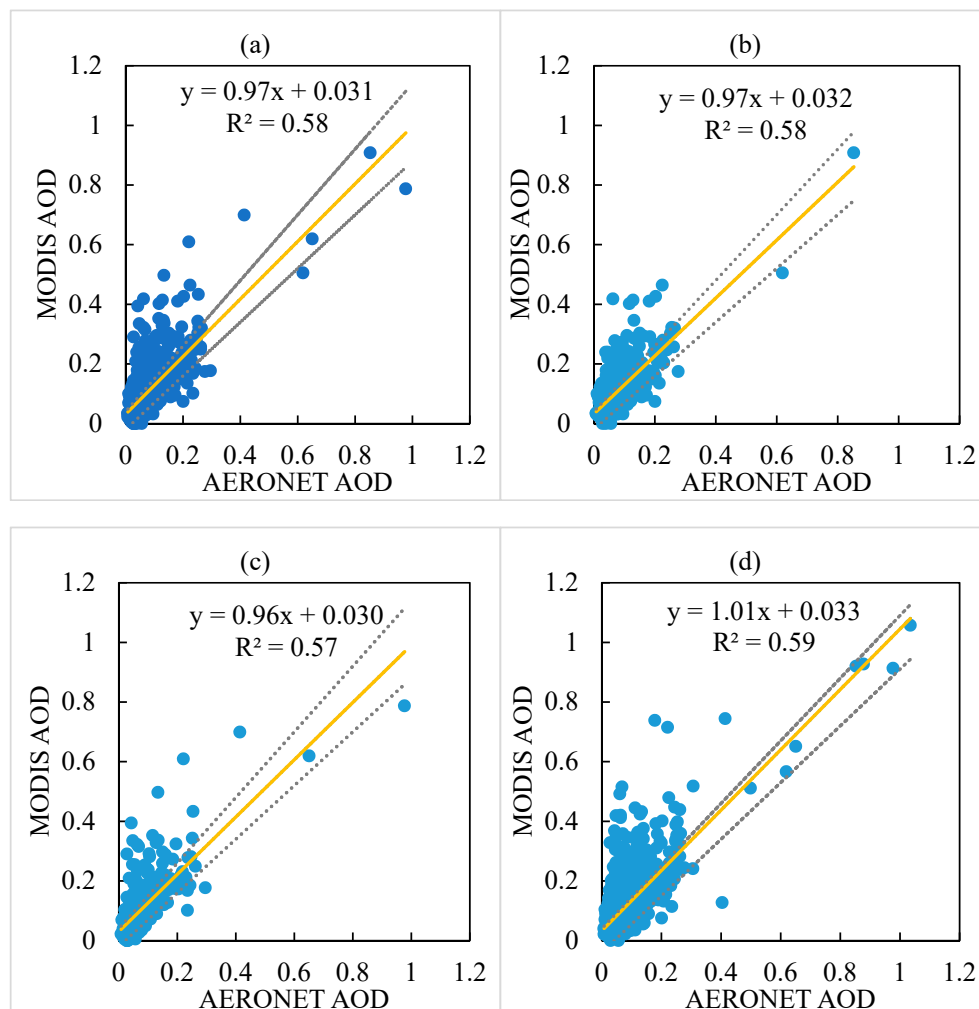 (a)
y = 0.97x + 0.031
R² = 0.58
MODIS AOD
1.2
1
0.8
0.6
0.4
0.2
0
0 0.2 0.4 0.6 0.8 1 1.2
AERONET AOD
(b)
y = 0.97x + 0.032
R² = 0.58
MODIS AOD
1.2
1
0.8
0.6
0.4
0.2
0
0 0.2 0.4 0.6 0.8 1 1.2
AERONET AOD
(c)
y = 0.96x + 0.030
R² = 0.57
MODIS AOD
1.2
1
0.8
0.6
0.4
0.2
0
0 0.2 0.4 0.6 0.8 1 1.2
AERONET AOD
(d)
y = 1.01x + 0.033
R² = 0.59
MODIS AOD
1.2
1
0.8
0.6
0.4
0.2
0
0 0.2 0.4 0.6 0.8 1 1.2
AERONET AOD